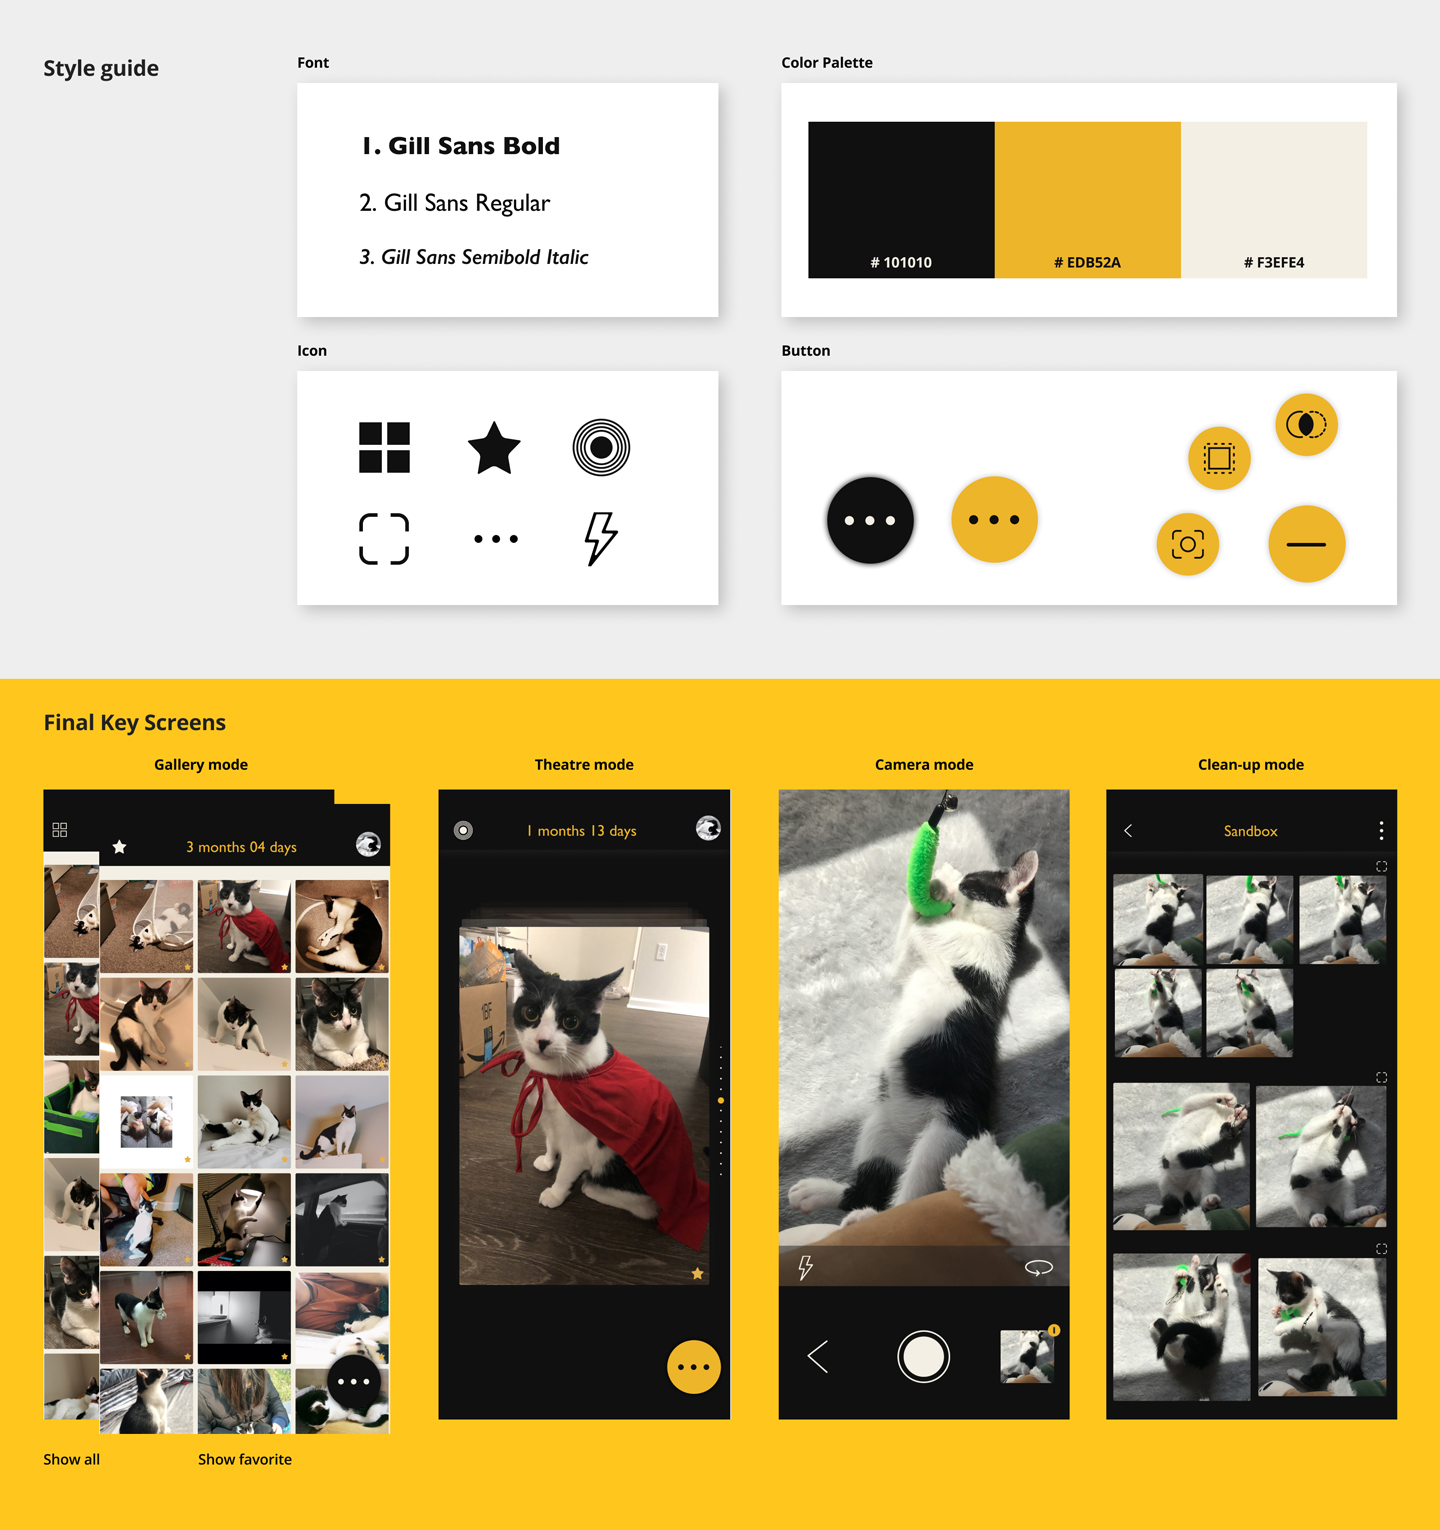 Style guide
Font
1. Gill Sans Bold
2. Gill Sans Regular
3. Gill Sans Semibold Italic
Color Palette
# 101010
# EDB52A
# F3EFE4
Icon
Button
Final Key Screens
Gallery mode
Theatre mode
Camera mode
Clean-up mode
3 months 04 days
1 months 13 days
Sandbox
Show all
Show favorite